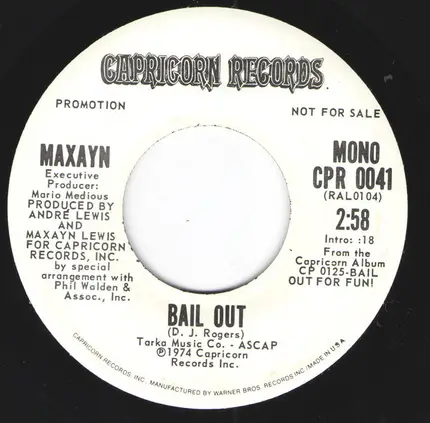 CAPRICORN RECORDS
PROMOTION
NOT FOR SALE
MAXAYN
Executive
Producer:
Mario Medious
PRODUCED BY
ANDRÉ LEWIS
AND
MAXAYN LEWIS
FOR CAPRICORN
RECORDS, INC.
by special
arrangement with
Phil Walden &
Assoc., Inc.
MONO
CPR 0041
(RAL0104)
2:58
Intro: :18
From the
Capricorn Album
CP 0125-BAIL
OUT FOR FUN!
BAIL OUT
(D. J. Rogers)
Tarka Music Co. - ASCAP
℗1974 Capricorn
Records Inc.
CAPRICORN RECORDS INC. MANUFACTURED BY WARNER BROS. RECORDS INC./MADE IN U.S.A.